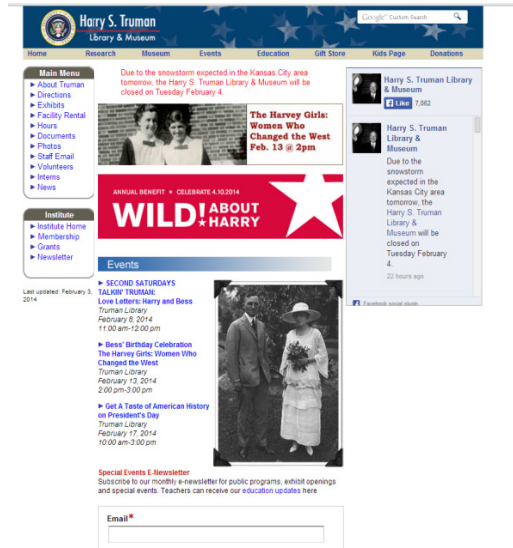 Harry S. Truman
Library & Museum
Google™ Custom Search
Home Research Museum Events Education Gift Store Kids Page Donations
Main Menu
About Truman
Directions
Exhibits
Facility Rental
Hours
Documents
Photos
Staff Email
Volunteers
Interns
News
Institute
Institute Home
Membership
Grants
Newsletter
Last updated: February 3,
2014
Due to the snowstorm expected in the Kansas City area
tomorrow, the Harry S. Truman Library & Museum will be
closed on Tuesday February 4.
The Harvey Girls:
Women Who
Changed the West
Feb. 13 @ 2pm
ANNUAL BENEFIT ★ CELEBRATE 4.10.2014
WILD! ABOUT
★HARRY
Events
SECOND SATURDAYS
TALKIN' TRUMAN:
Love Letters: Harry and Bess
Truman Library
February 8, 2014
11:00 am-12:00 pm
Bess' Birthday Celebration
The Harvey Girls: Women Who
Changed the West
Truman Library
February 13, 2014
2:00 pm-3:00 pm
Get A Taste of American History
on President's Day
Truman Library
February 17, 2014
10:00 am-3:00 pm
Special Events E-Newsletter
Subscribe to our monthly e-newsletter for public programs, exhibit openings
and special events. Teachers can receive our education updates here
Email*
Harry S. Truman Library
& Museum
Like 7,062
Harry S. Truman
Library &
Museum
Due to the
snowstorm
expected in the
Kansas City area
tomorrow, the
Harry S. Truman
Library &
Museum will be
closed on
Tuesday February
4.
22 hours ago
Facebook social plugin